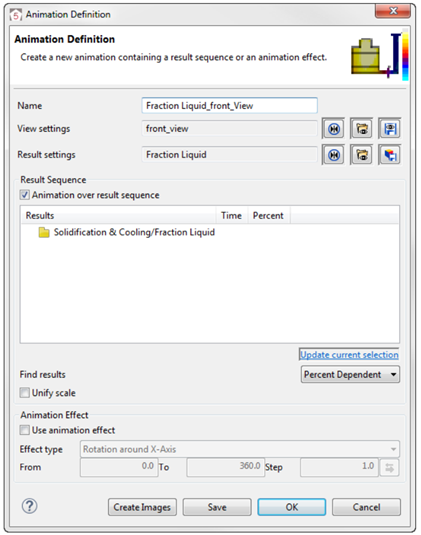 5 Animation Definition
Animation Definition
Create a new animation containing a result sequence or an animation effect.
Name Fraction Liquid_front_View
View settings front_view
Result settings Fraction Liquid
Result Sequence
Animation over result sequence
Results Time Percent
Solidification & Cooling/Fraction Liquid
Update current selection
Find results Percent Dependent
Unify scale
Animation Effect
Use animation effect
Effect type Rotation around X-Axis
From 0.0 To 360.0 Step 1.0
? Create Images Save OK Cancel